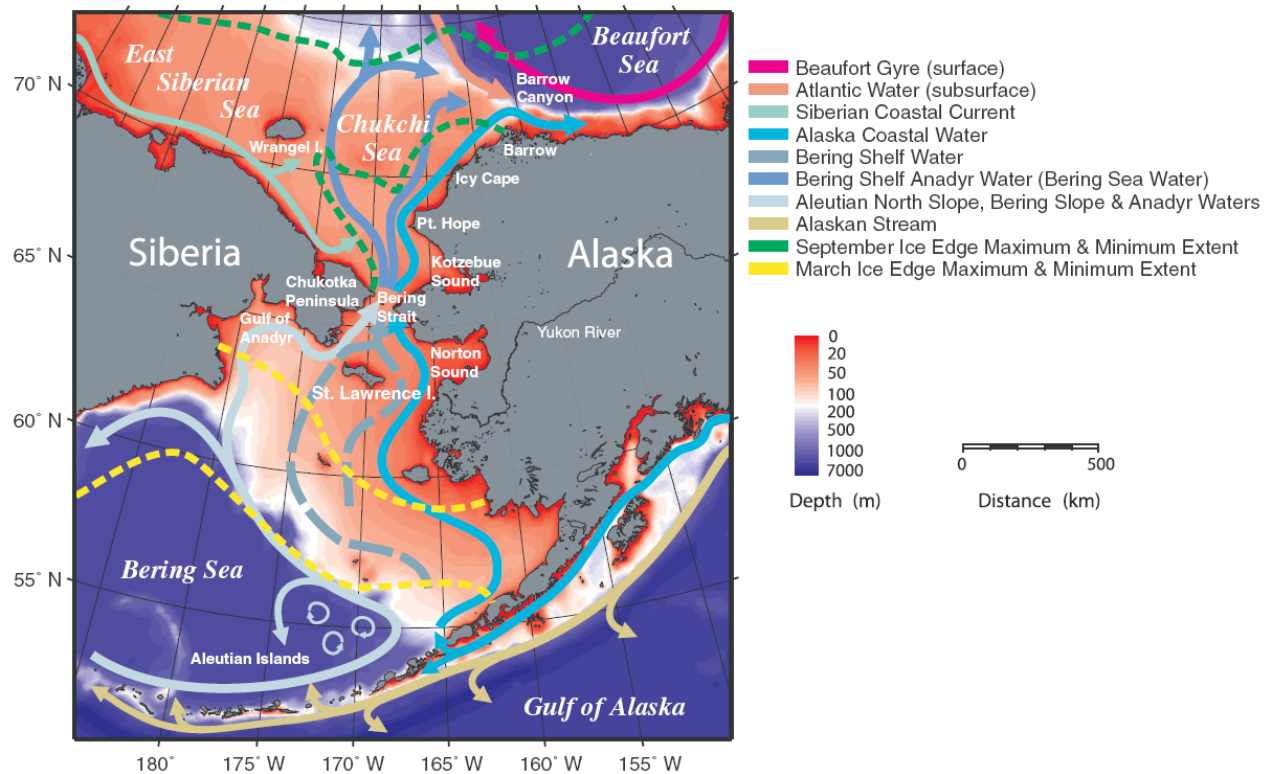 Beaufort
Sea
East
Siberian
Sea
70° N
Barrow
Canyon
Chukchi
Sea
Wrangel I.
Barrow
Icy Cape
Pt. Hope
65° N
Siberia
Alaska
Kotzebue
Sound
Chukotka
Peninsula
Bering
Strait
Gulf of
Anadyr
Yukon River
Norton
Sound
St. Lawrence I.
60° N
55° N
Bering Sea
Aleutian Islands
Gulf of Alaska
180° 175° W 170° W 165° W 160° W 155° W
Beaufort Gyre (surface)
Atlantic Water (subsurface)
Siberian Coastal Current
Alaska Coastal Water
Bering Shelf Water
Bering Shelf Anadyr Water (Bering Sea Water)
Aleutian North Slope, Bering Slope & Anadyr Waters
Alaskan Stream
September Ice Edge Maximum & Minimum Extent
March Ice Edge Maximum & Minimum Extent
0
20
50
100
200
500
1000
7000
Depth (m)
0 500
Distance (km)